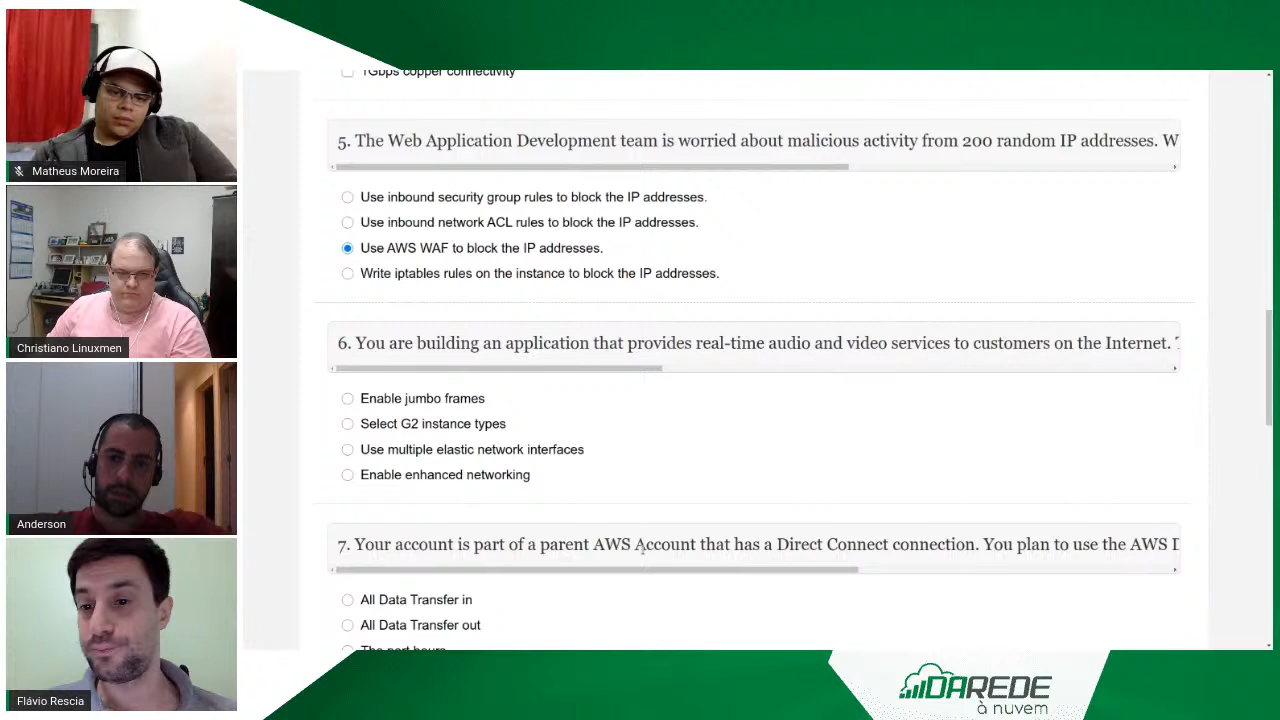 Matheus Moreira
Christiano Linuxmen
Anderson
Flávio Rescia
1Gbps copper connectivity
5. The Web Application Development team is worried about malicious activity from 200 random IP addresses. W
Use inbound security group rules to block the IP addresses.
Use inbound network ACL rules to block the IP addresses.
Use AWS WAF to block the IP addresses.
Write iptables rules on the instance to block the IP addresses.
6. You are building an application that provides real-time audio and video services to customers on the Internet.
Enable jumbo frames
Select G2 instance types
Use multiple elastic network interfaces
Enable enhanced networking
7. Your account is part of a parent AWS Account that has a Direct Connect connection. You plan to use the AWS D
All Data Transfer in
All Data Transfer out
The port hours
DAREDE
à nuvem